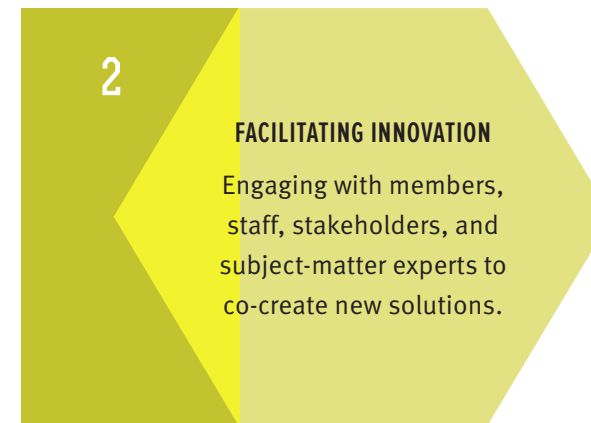 2
FACILITATING INNOVATION
Engaging with members,
staff, stakeholders, and
subject-matter experts to
co-create new solutions.